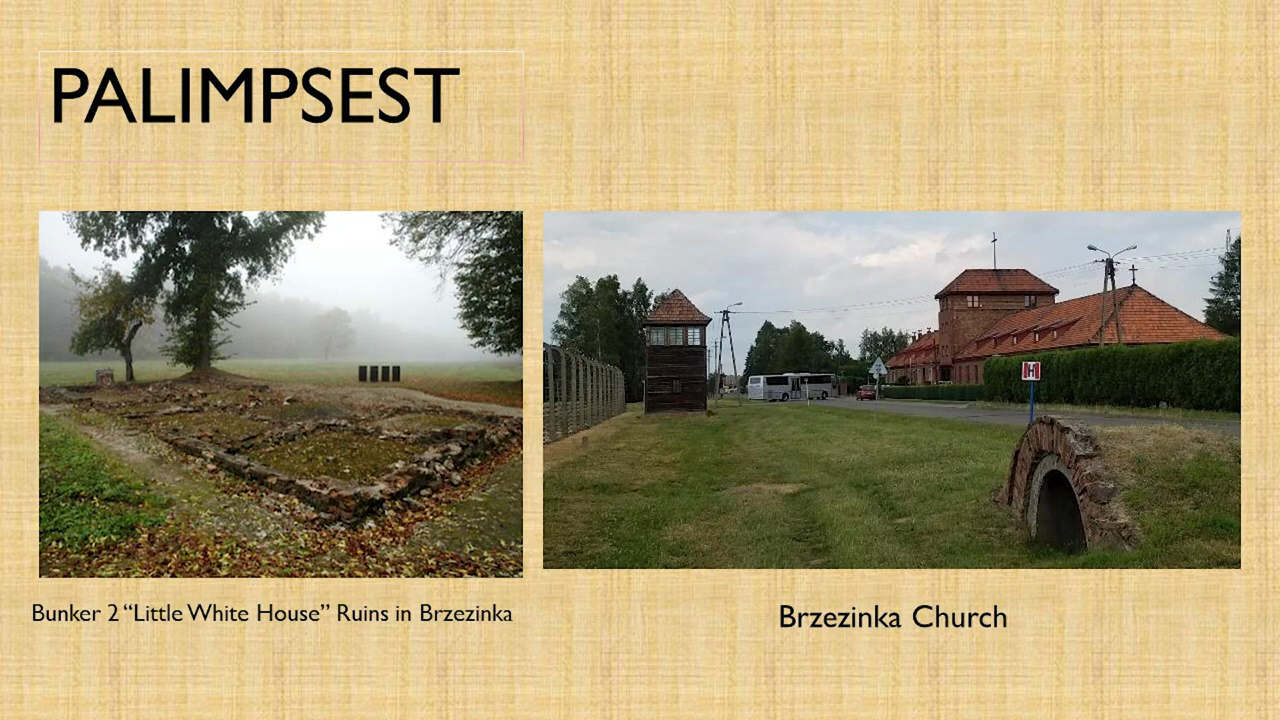 PALIMPSEST
Bunker 2 “Little White House” Ruins in Brzezinka
Brzezinka Church
H